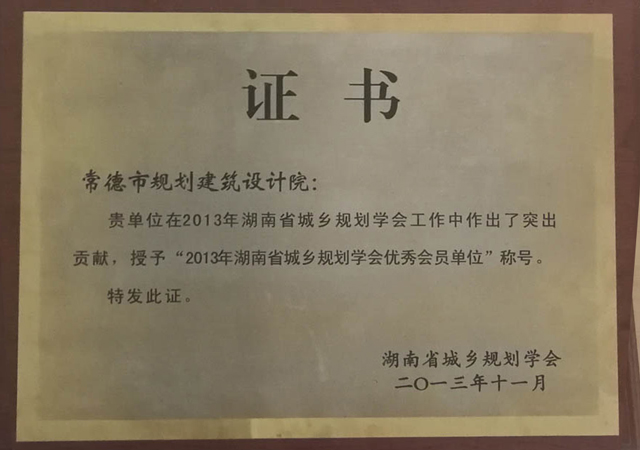 证书
常德市规划建筑设计院：
贵单位在2013年湖南省城乡规划学会工作中作出了突出
贡献，授予“2013年湖南省城乡规划学会优秀会员单位”称号。
特发此证。
湖南省城乡规划学会
二〇一三年十一月